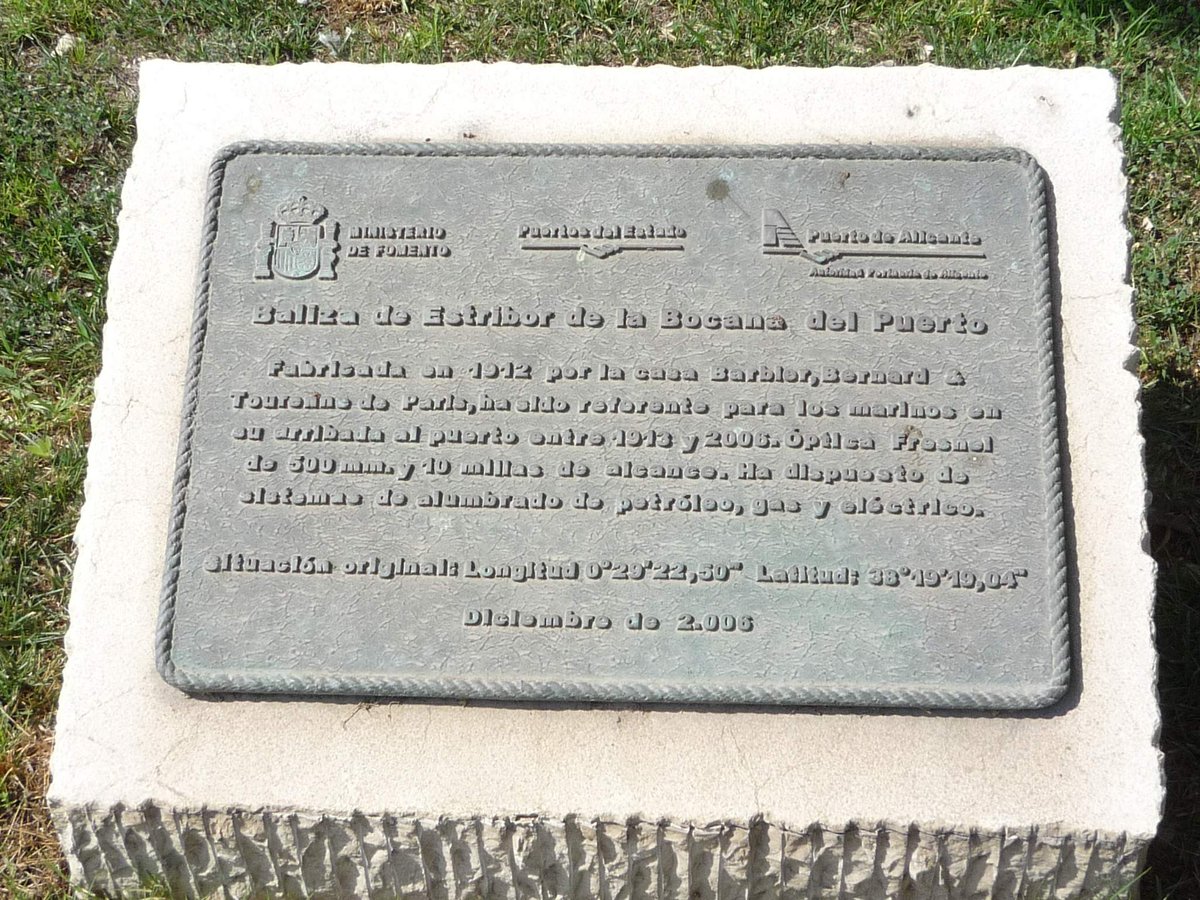 MINISTERIO
DE FOMENTO
Puertos del Estado
Puerto de Alicante
Autoridad Portuaria de Alicante
Baliza de Estribor de la Bocana del Puerto
Fabricada en 1912 por la casa Barbier, Bernard &
Tourenne de Paris, ha sido referente para los marinos en
su arribada al puerto entre 1913 y 2006. Óptica Fresnel
de 500 mm. y 10 millas de alcance. Ha dispuesto de
sistemas de alumbrado de petróleo, gas y eléctrico.
Situación original: Longitud 0°29'22,50" Latitud: 38°19'19,04"
Diciembre de 2.006